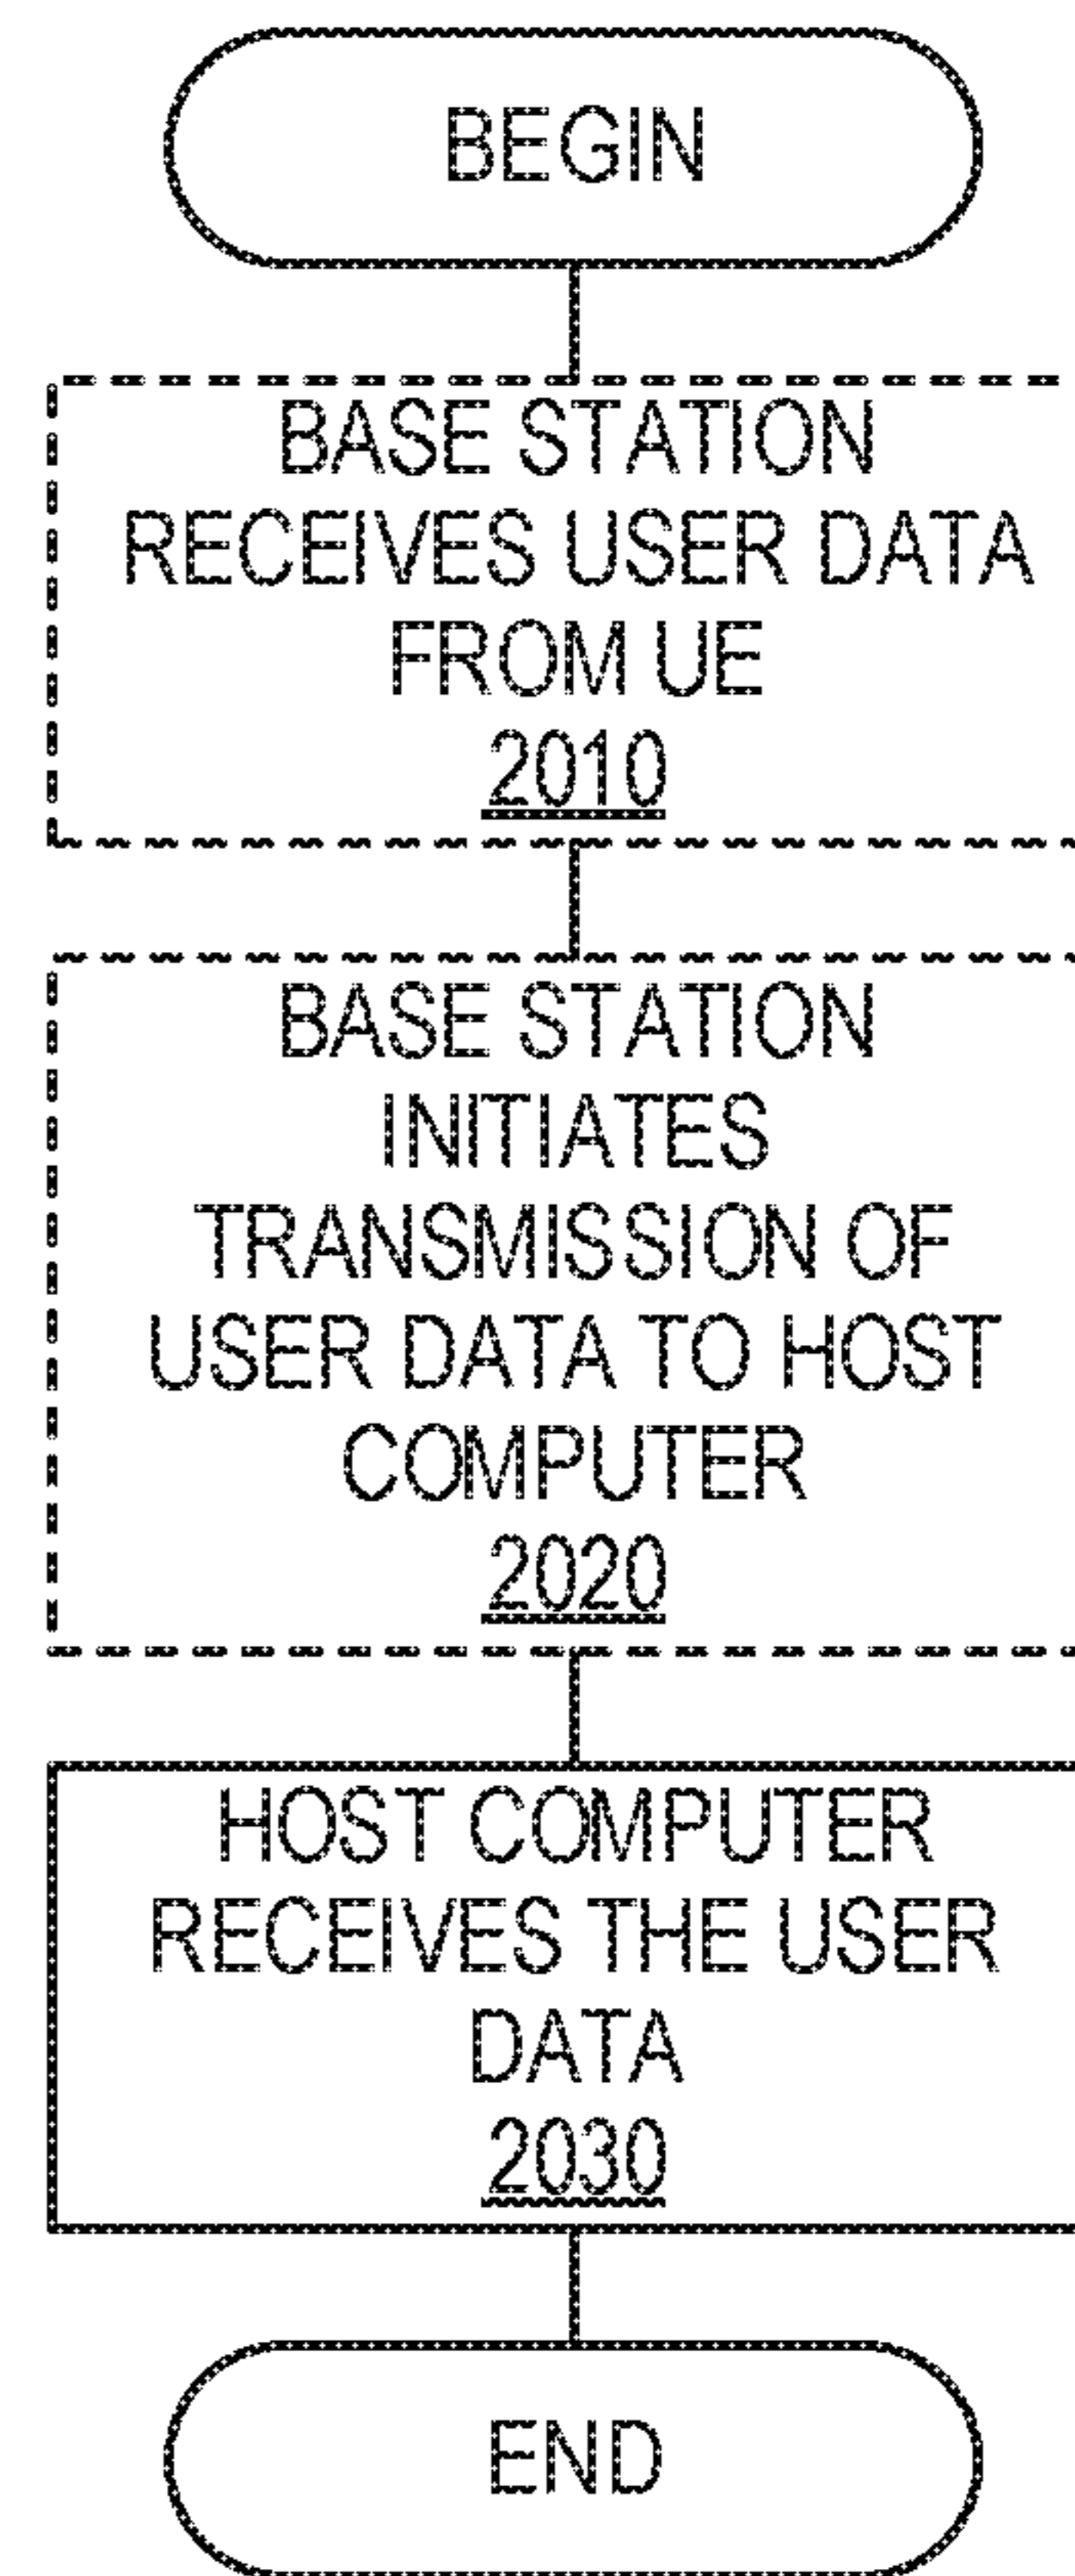 BEGIN
BASE STATION
RECEIVES USER DATA
FROM UE
2010
BASE STATION
INITIATES
TRANSMISSION OF
USER DATA TO HOST
COMPUTER
2020
HOST COMPUTER
RECEIVES THE USER
DATA
2030
END